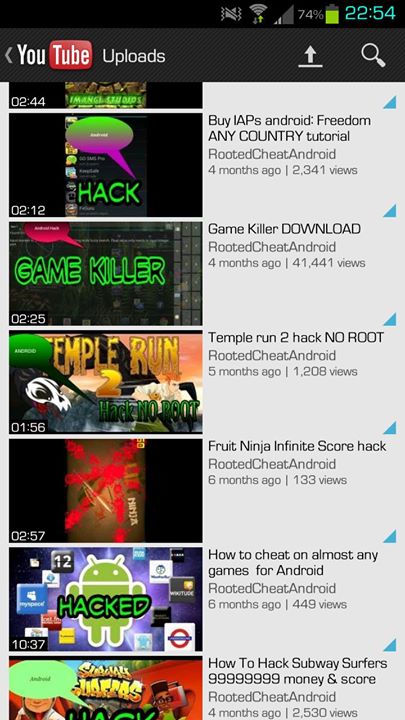 74% 22:54
YouTube Uploads
IMANGI STUDIOS
02:44
Android
GO SMS Pro
KeepSafe
HACK
02:12
Buy IAPs android: Freedom
ANY COUNTRY tutorial
RootedCheatAndroid
4 months ago | 2,341 views
Android Hack
GAME KILLER
02:25
Game Killer DOWNLOAD
RootedCheatAndroid
4 months ago | 41,441 views
ANDROID
TEMPLE RUN
2
Hack NO ROOT
01:56
Temple run 2 hack NO ROOT
RootedCheatAndroid
5 months ago | 1,208 views
02:57
Fruit Ninja Infinite Score hack
RootedCheatAndroid
6 months ago | 133 views
12
myspace
WIKITUDE
HACKED
10:37
How to cheat on almost any
games for Android
RootedCheatAndroid
6 months ago | 449 views
Android
SUBWAY
SURFERS
HACK
How To Hack Subway Surfers
99999999 money & score
RootedCheatAndroid
4 months ago | 2,530 views